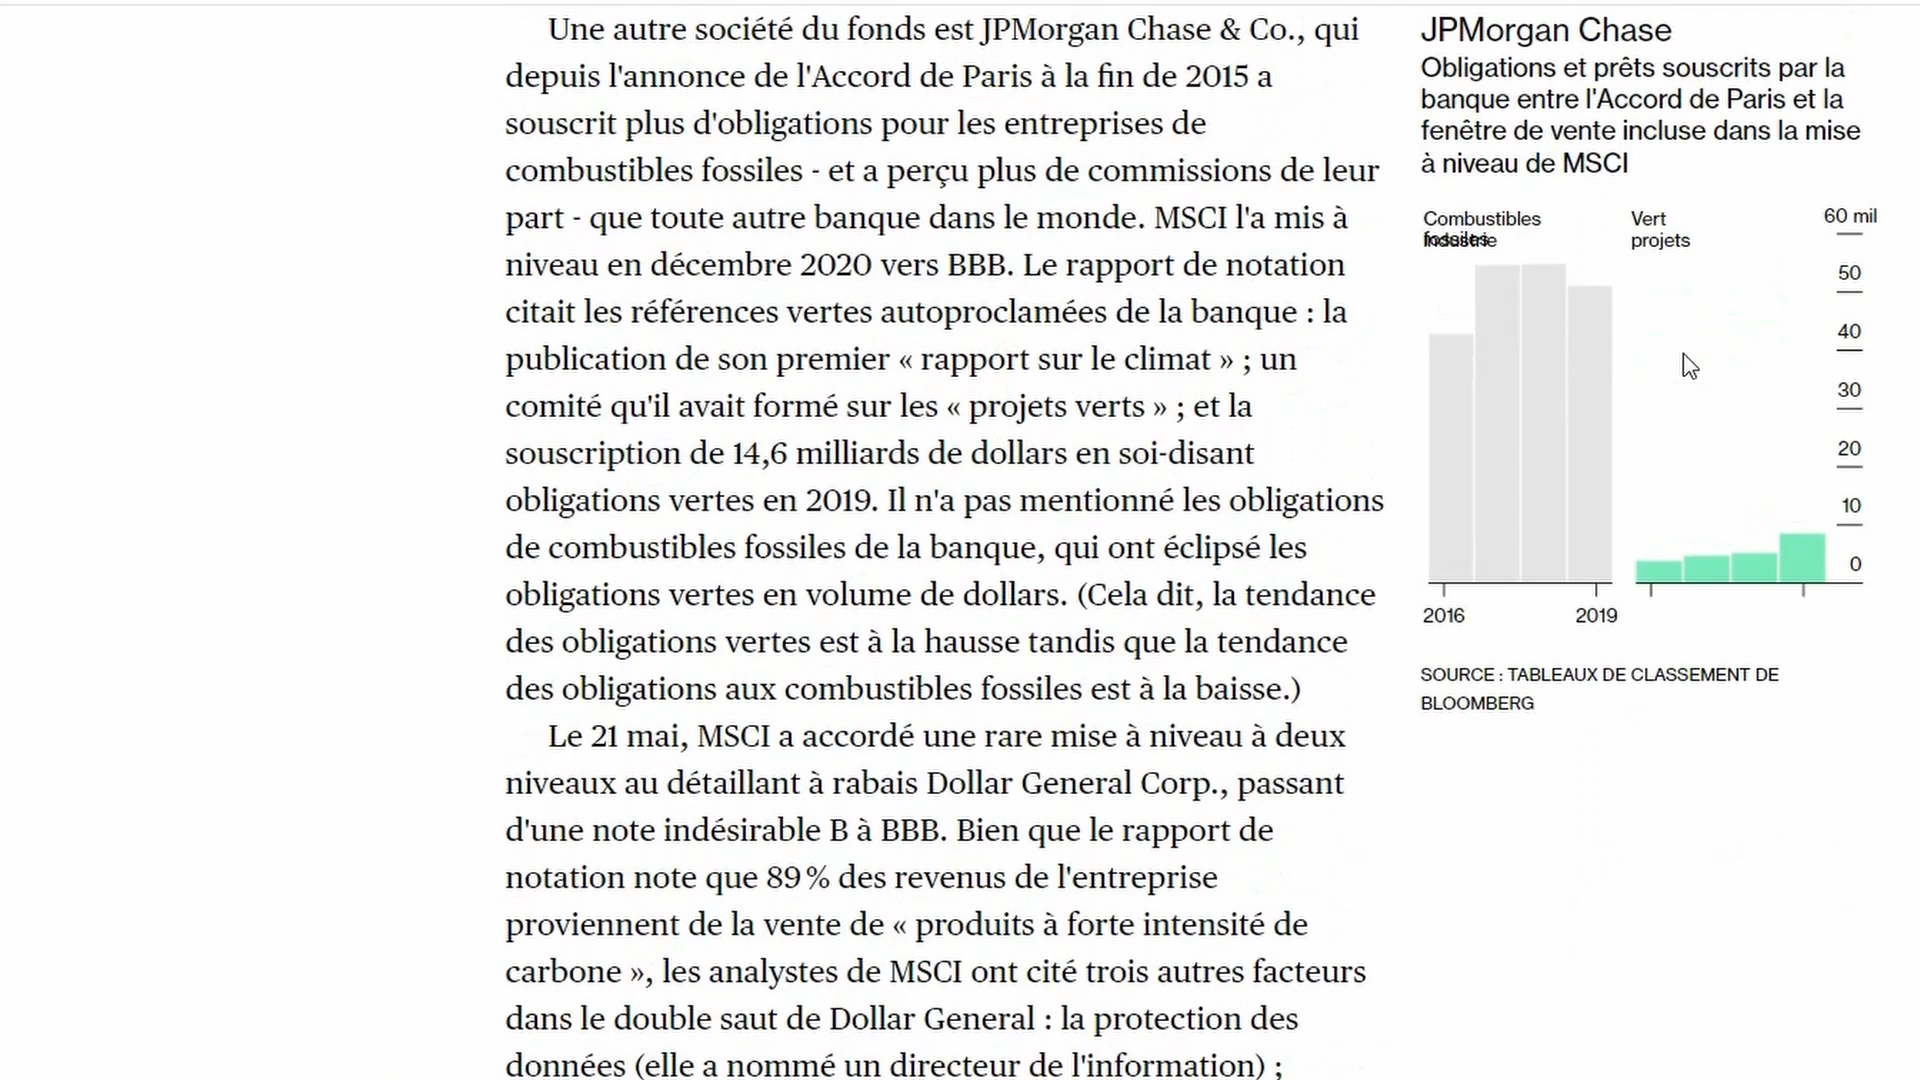 Une autre société du fonds est JPMorgan Chase & Co., qui
depuis l'annonce de l'Accord de Paris à la fin de 2015 a
souscrit plus d'obligations pour les entreprises de
combustibles fossiles - et a perçu plus de commissions de leur
part - que toute autre banque dans le monde. MSCI l'a mis à
niveau en décembre 2020 vers BBB. Le rapport de notation
citait les références vertes autoproclamées de la banque : la
publication de son premier « rapport sur le climat » ; un
comité qu'il avait formé sur les « projets verts » ; et la
souscription de 14,6 milliards de dollars en soi-disant
obligations vertes en 2019. Il n'a pas mentionné les obligations
de combustibles fossiles de la banque, qui ont éclipsé les
obligations vertes en volume de dollars. (Cela dit, la tendance
des obligations vertes est à la hausse tandis que la tendance
des obligations aux combustibles fossiles est à la baisse.)
Le 21 mai, MSCI a accordé une rare mise à niveau à deux
niveaux au détaillant à rabais Dollar General Corp., passant
d'une note indésirable B à BBB. Bien que le rapport de
notation note que 89 % des revenus de l'entreprise
proviennent de la vente de « produits à forte intensité de
carbone », les analystes de MSCI ont cité trois autres facteurs
dans le double saut de Dollar General : la protection des
données (elle a nommé un directeur de l'information) ;
JPMorgan Chase
Obligations et prêts souscrits par la
banque entre l'Accord de Paris et la
fenêtre de vente incluse dans la mise
à niveau de MSCI
Combustibles
fossiles
industrie
Vert
projets
60 mil
50
40
30
20
10
0
2016
2019
SOURCE : TABLEAUX DE CLASSEMENT DE
BLOOMBERG